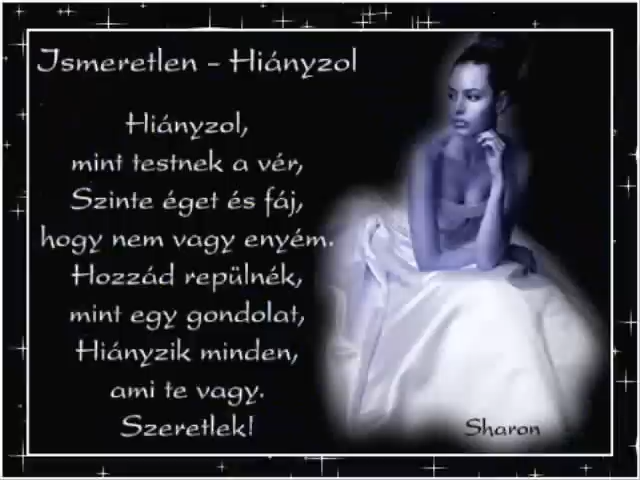 Ismeretlen - Hiányzol
Hiányzol,
mint testnek a vér,
Szinte éget és fáj,
hogy nem vagy enyém.
Hozzád repülnék,
mint egy gondolat,
Hiányzik minden,
ami te vagy.
Szeretlek!
Sharon